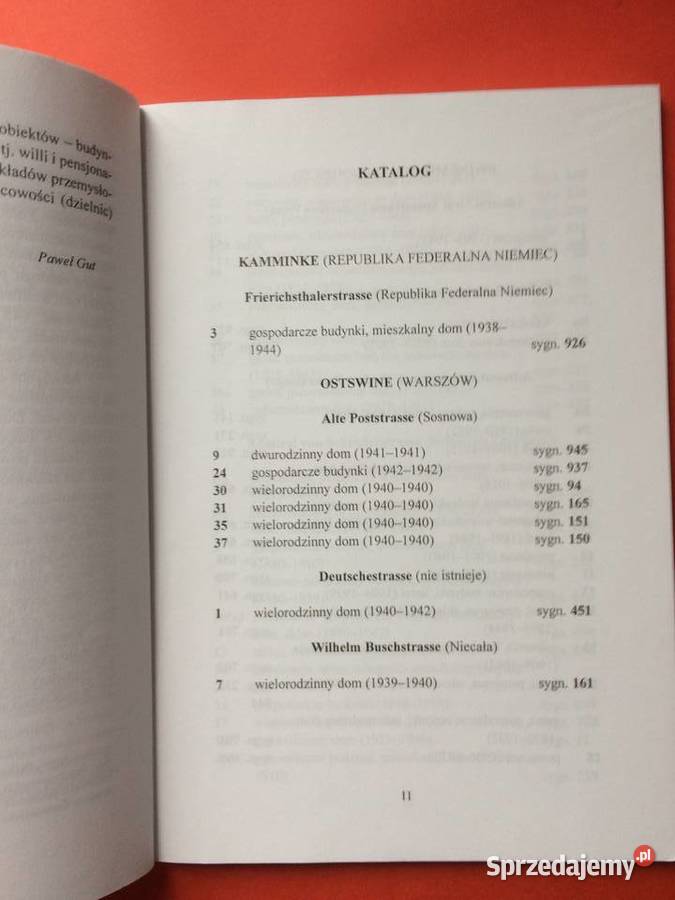 obiektów – budyn-
tj. willi i pensjona-
kładów przemysło-
cowości (dzielnic)
Paweł Gut
KATALOG
KAMMINKE (REPUBLIKA FEDERALNA NIEMIEC)
Frierichsthalerstrasse (Republika Federalna Niemiec)
3 gospodarcze budynki, mieszkalny dom (1938–
1944) sygn. 926
OSTSWINE (WARSZÓW)
Alte Poststrasse (Sosnowa)
9 dwurodzinny dom (1941–1941) sygn. 945
24 gospodarcze budynki (1942–1942) sygn. 937
30 wielorodzinny dom (1940–1940) sygn. 94
31 wielorodzinny dom (1940–1940) sygn. 165
35 wielorodzinny dom (1940–1940) sygn. 151
37 wielorodzinny dom (1940–1940) sygn. 150
Deutschestrasse (nie istnieje)
1 wielorodzinny dom (1940–1942) sygn. 451
Wilhelm Buschstrasse (Niecała)
7 wielorodzinny dom (1939–1940) sygn. 161
11
Sprzedajemy.pl